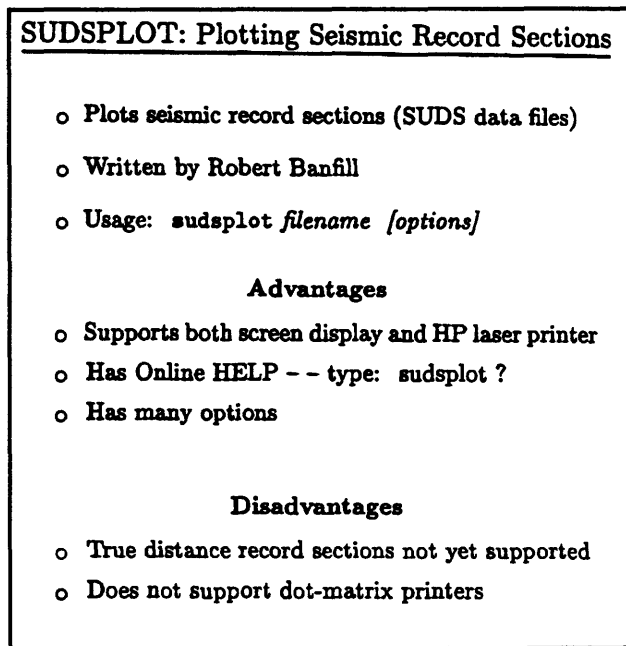 SUDSPLOT: Plotting Seismic Record Sections
o Plots seismic record sections (SUDS data files)
o Written by Robert Banfill
o Usage: sudsplot filename [options]
Advantages
o Supports both screen display and HP laser printer
o Has Online HELP – – type: sudsplot ?
o Has many options
Disadvantages
o True distance record sections not yet supported
o Does not support dot-matrix printers